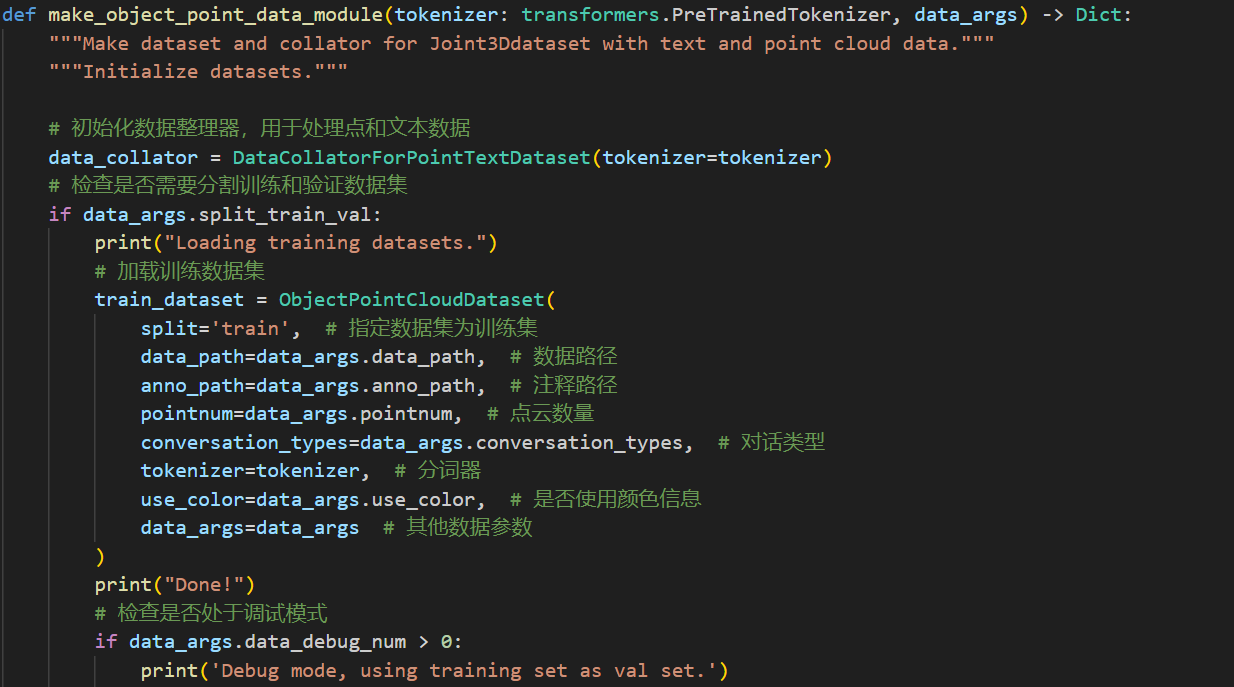 def make_object_point_data_module(tokenizer: transformers.PreTrainedTokenizer, data_args) -> Dict:
    """Make dataset and collator for Joint3Ddataset with text and point cloud data."""
    """Initialize datasets."""

    # 初始化数据整理器，用于处理点和文本数据
    data_collator = DataCollatorForPointTextDataset(tokenizer=tokenizer)
    # 检查是否需要分割训练和验证数据集
    if data_args.split_train_val:
        print("Loading training datasets.")
        # 加载训练数据集
        train_dataset = ObjectPointCloudDataset(
            split='train',  # 指定数据集为训练集
            data_path=data_args.data_path,  # 数据路径
            anno_path=data_args.anno_path,  # 注释路径
            pointnum=data_args.pointnum,  # 点云数量
            conversation_types=data_args.conversation_types,  # 对话类型
            tokenizer=tokenizer,  # 分词器
            use_color=data_args.use_color,  # 是否使用颜色信息
            data_args=data_args  # 其他数据参数
        )
        print("Done!")
        # 检查是否处于调试模式
        if data_args.data_debug_num > 0:
            print('Debug mode, using training set as val set.')